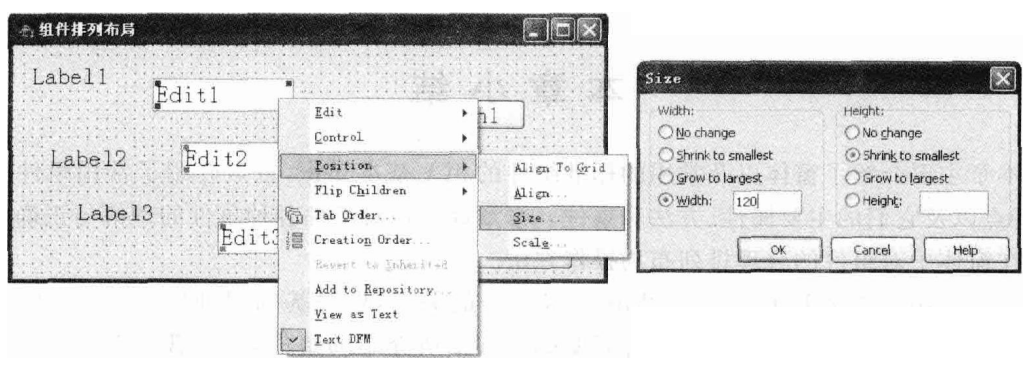 组件排列布局
Label1
Edit1
Label2
Edit2
Label3
Edit3
Edit
Control
Position
Flip Children
Tab Order...
Creation Order...
Revert to Inherited
Add to Repository...
View as Text
Text DFM
Align To Grid
Align...
Size...
Scale...
Size
Width:
No change
Shrink to smallest
Grow to largest
Width: 120
Height:
No change
Shrink to smallest
Grow to largest
Height:
OK
Cancel
Help